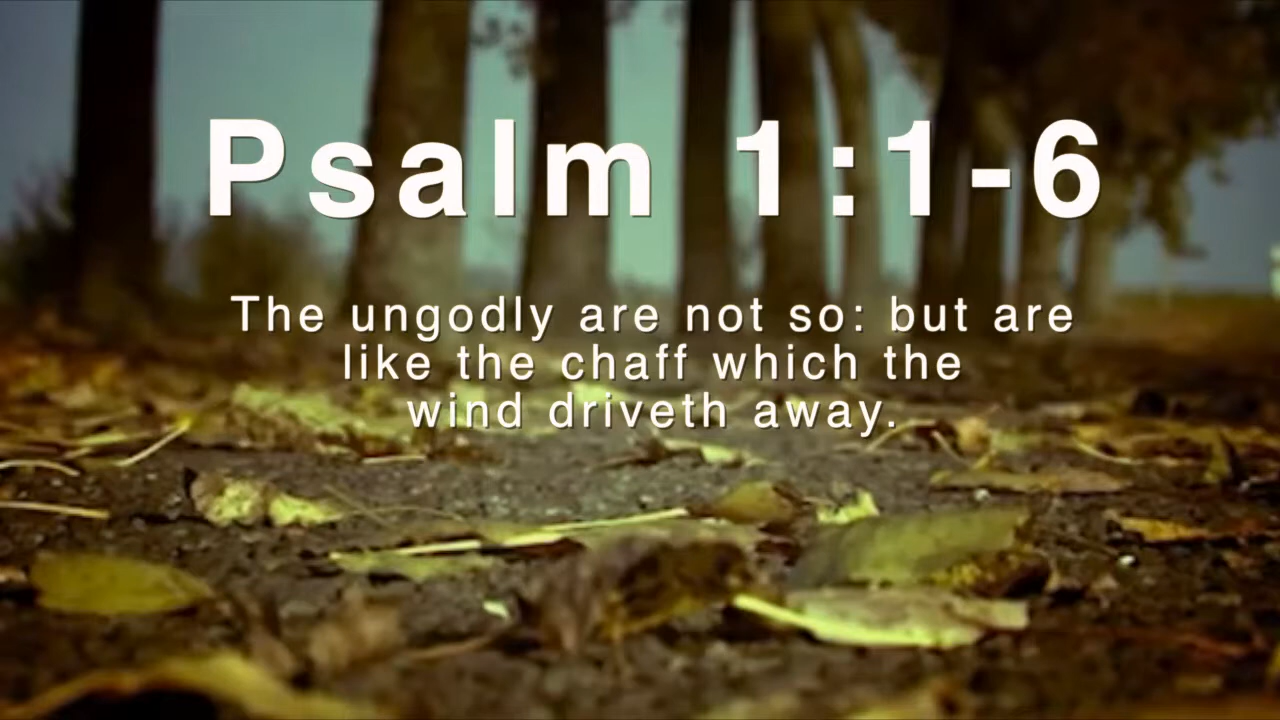 Psalm 1:1-6
The ungodly are not so: but are
like the chaff which the
wind driveth away.